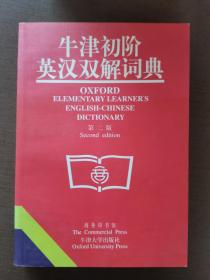 牛津初阶
英汉双解词典
OXFORD
ELEMENTARY LEARNER'S
ENGLISH-CHINESE
DICTIONARY
第二版
Second edition
商务印书馆
The Commercial Press
牛津大学出版社
Oxford University Press